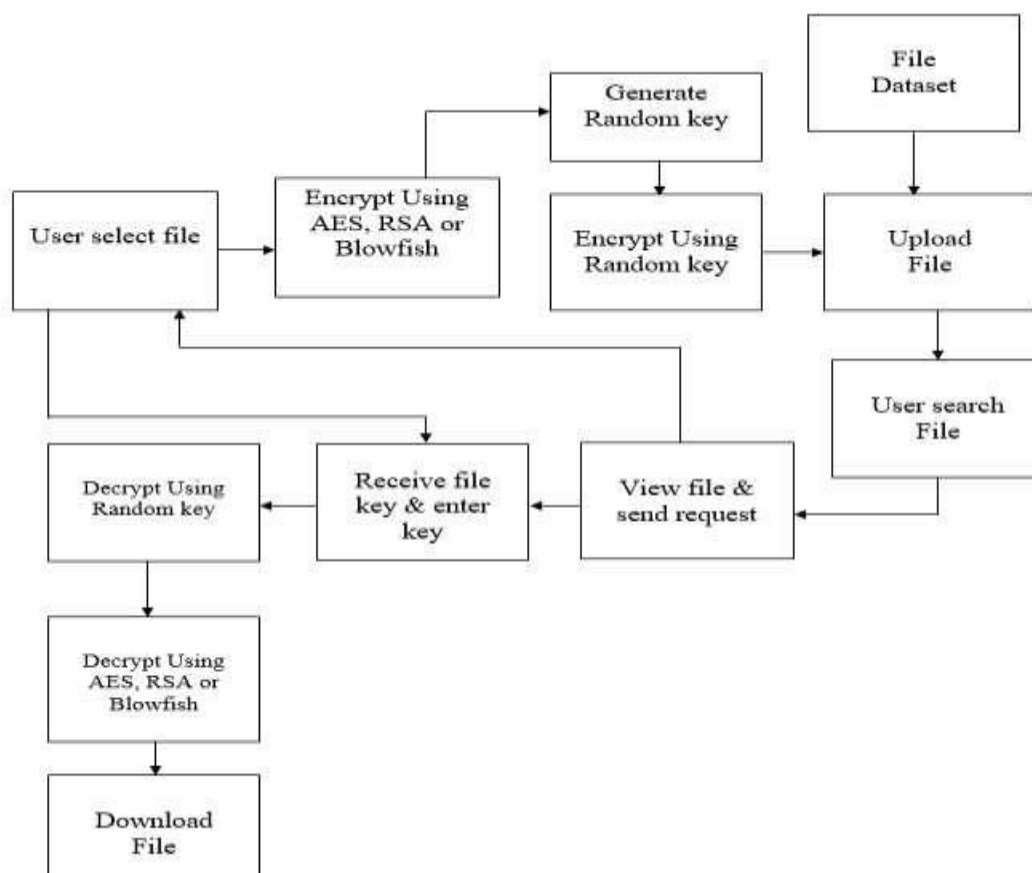 File
Dataset
Generate
Random key
Encrypt Using
AES, RSA or
Blowfish
User select file
Encrypt Using
Random key
Upload
File
User search
File
View file &
send request
Receive file
key & enter
key
Decrypt Using
Random key
Decrypt Using
AES, RSA or
Blowfish
Download
File